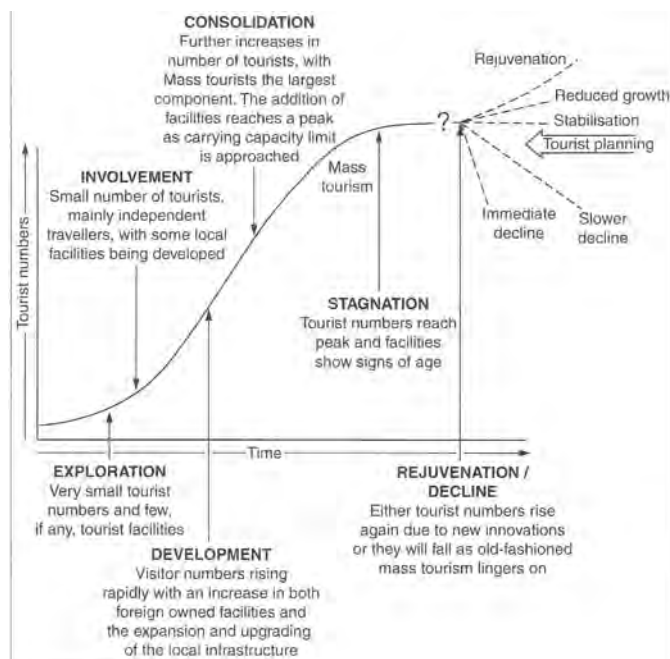 CONSOLIDATION
Further increases in
number of tourists, with
Mass tourists the largest
component. The addition of
facilities reaches a peak
as carrying capacity limit
is approached
Rejuvenation
Reduced growth
Stabilisation
Tourist planning
?
INVOLVEMENT
Small number of tourists,
mainly independent
travellers, with some local
facilities being developed
Mass
tourism
Immediate
decline
Slower
decline
Tourist numbers
STAGNATION
Tourist numbers reach
peak and facilities
show signs of age
Time
EXPLORATION
Very small tourist
numbers and few,
if any, tourist facilities
REJUVENATION /
DECLINE
Either tourist numbers rise
again due to new innovations
or they will fall as old-fashioned
mass tourism lingers on
DEVELOPMENT
Visitor numbers rising
rapidly with an increase in both
foreign owned facilities and
the expansion and upgrading
of the local infrastructure